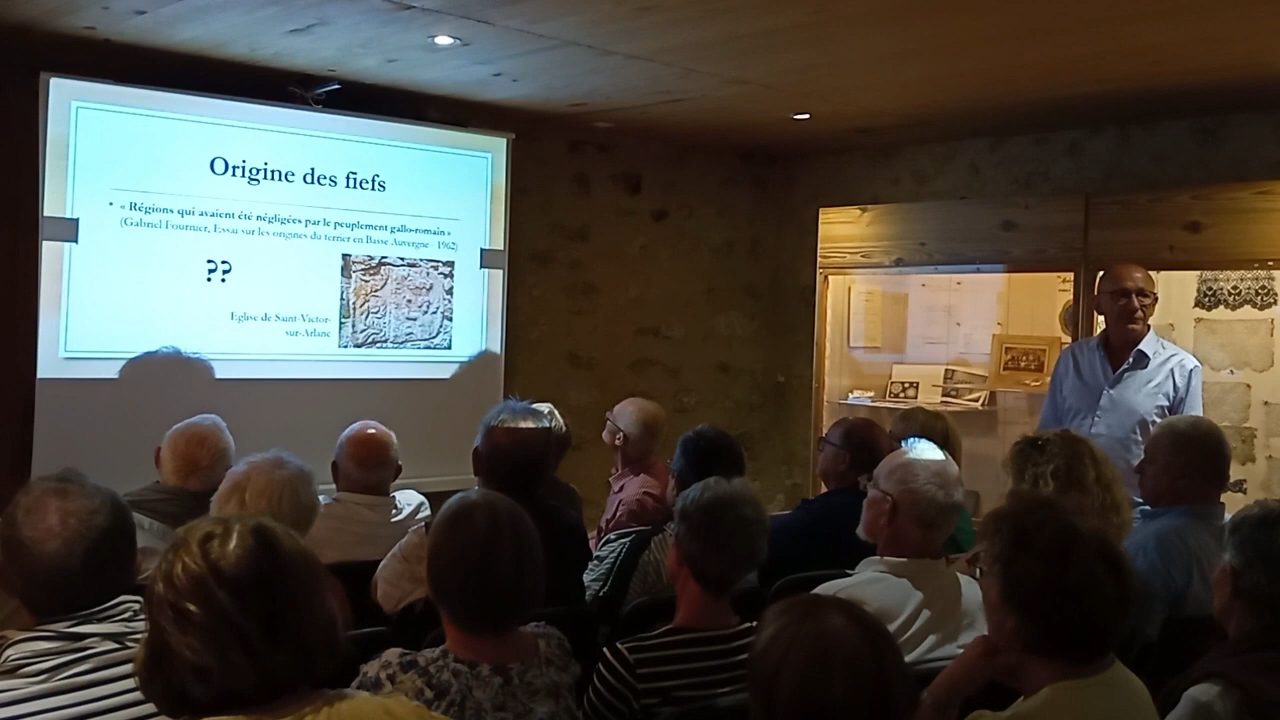 Origine des fiefs
• « Régions qui avaient été négligées par le peuplement gallo-romain »
(Gabriel Fournier, Essai sur les origines du terrier en Basse Auvergne - 1962)
??
Eglise de Saint-Victor-
sur-Arlanc